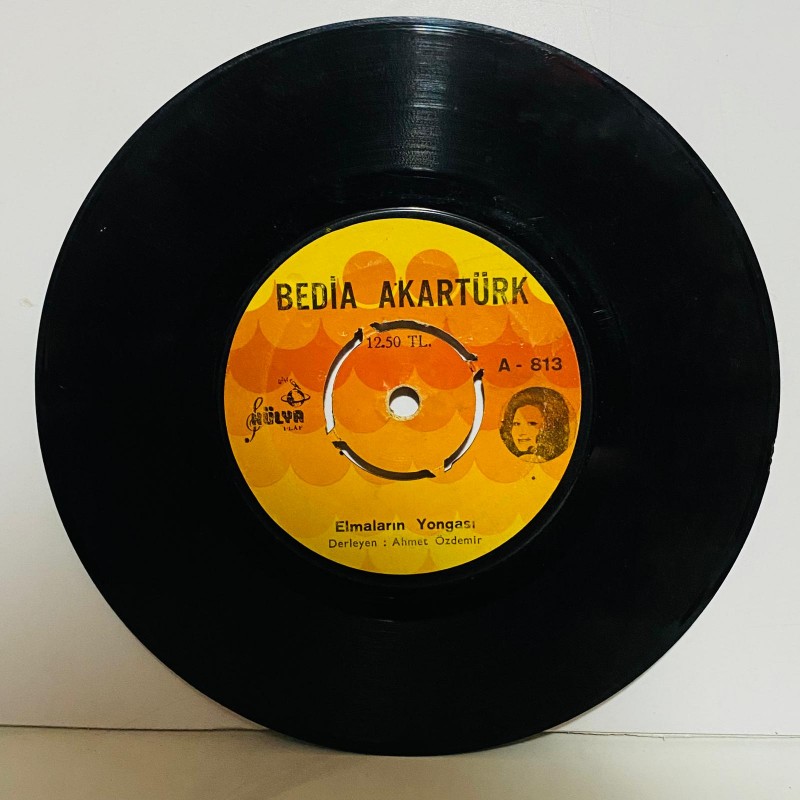 BEDİA AKARTÜRK
12.50 TL.
A - 813
HÜLYA
PLAK
Elmaların Yongası
Derleyen : Ahmet Özdemir